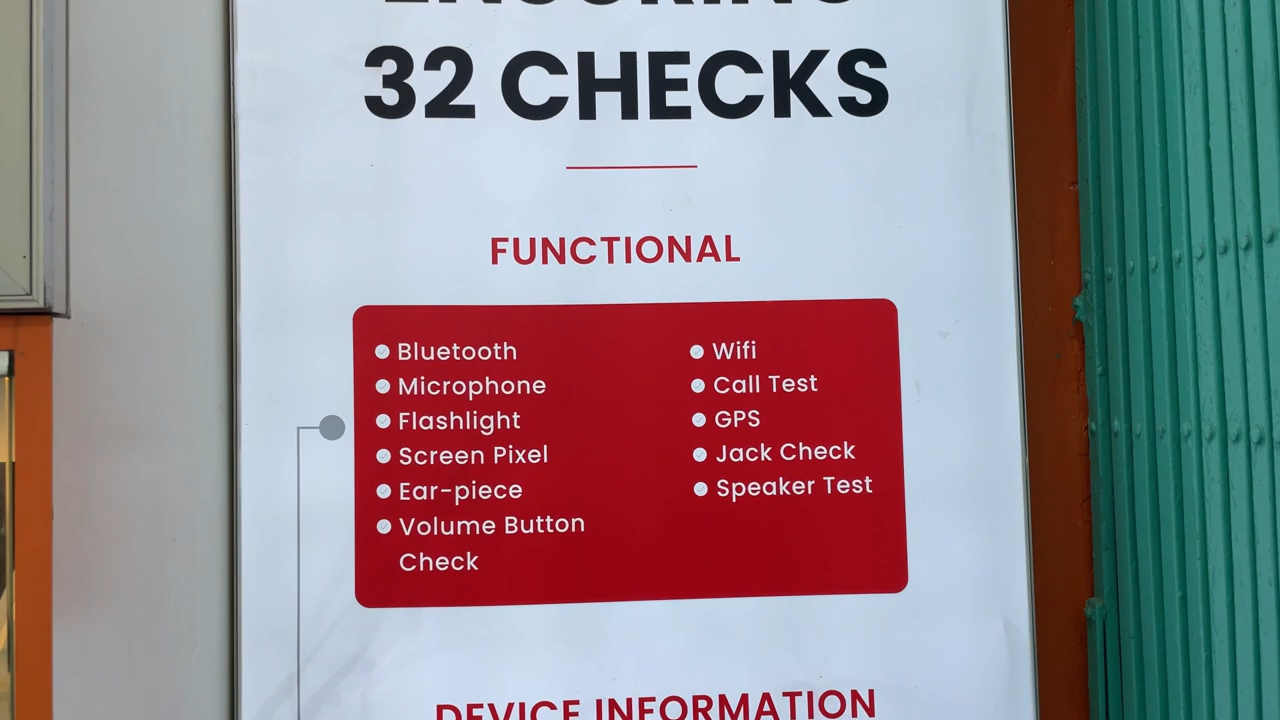 ENSURING
32 CHECKS
FUNCTIONAL
Bluetooth
Microphone
Flashlight
Screen Pixel
Ear-piece
Volume Button
Check
Wifi
Call Test
GPS
Jack Check
Speaker Test
DEVICE INFORMATION